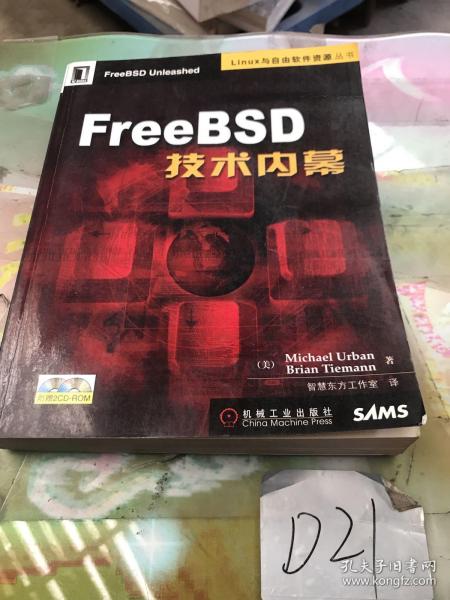 FreeBSD Unleashed
Linux与自由软件资源丛书
FreeBSD
技术内幕
(美) Michael Urban
Brian Tiemann 著
智慧东方工作室 译
附赠2CD-ROM
机械工业出版社
China Machine Press
SAMS
D21
孔夫子旧书网
www.kongfz.com